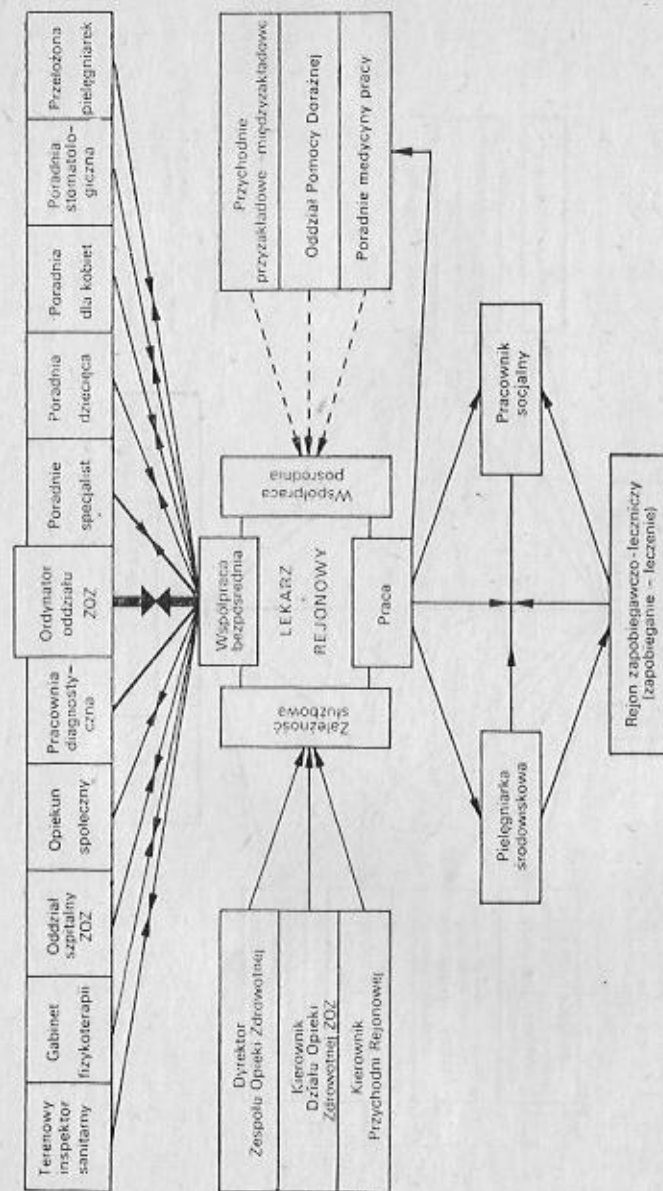 Terenowy
inspektor
sanitarny
Gabinet
fizykoterapii
Oddział
szpitalny
ZOZ
Opiekun
społeczny
Pracownia
diagnosty-
czna
Ordynator
oddziału
ZOZ
Poradnie
specjalist
Poradnia
dziecięca
Poradnia
dla kobiet
Poradnia
stomatolo-
giczna
Przełożona
pielęgniarek
Dyrektor
Zespołu Opieki Zdrowotnej
Kierownik
Działu Opieki
Zdrowotnej ZOZ
Kierownik
Przychodni Rejonowej
Zależność
służbowa
Współpraca
bezpośrednia
LEKARZ
REJONOWY
Praca
Współpraca
pośrednia
Przychodnie
przyzakładowe-międzyzakładowe
Oddział Pomocy Doraźnej
Poradnie medycyny pracy
Pielęgniarka
środowiskowa
Pracownik
socjalny
Rejon zapobiegawczo-leczniczy
(zapobieganie - leczenie)